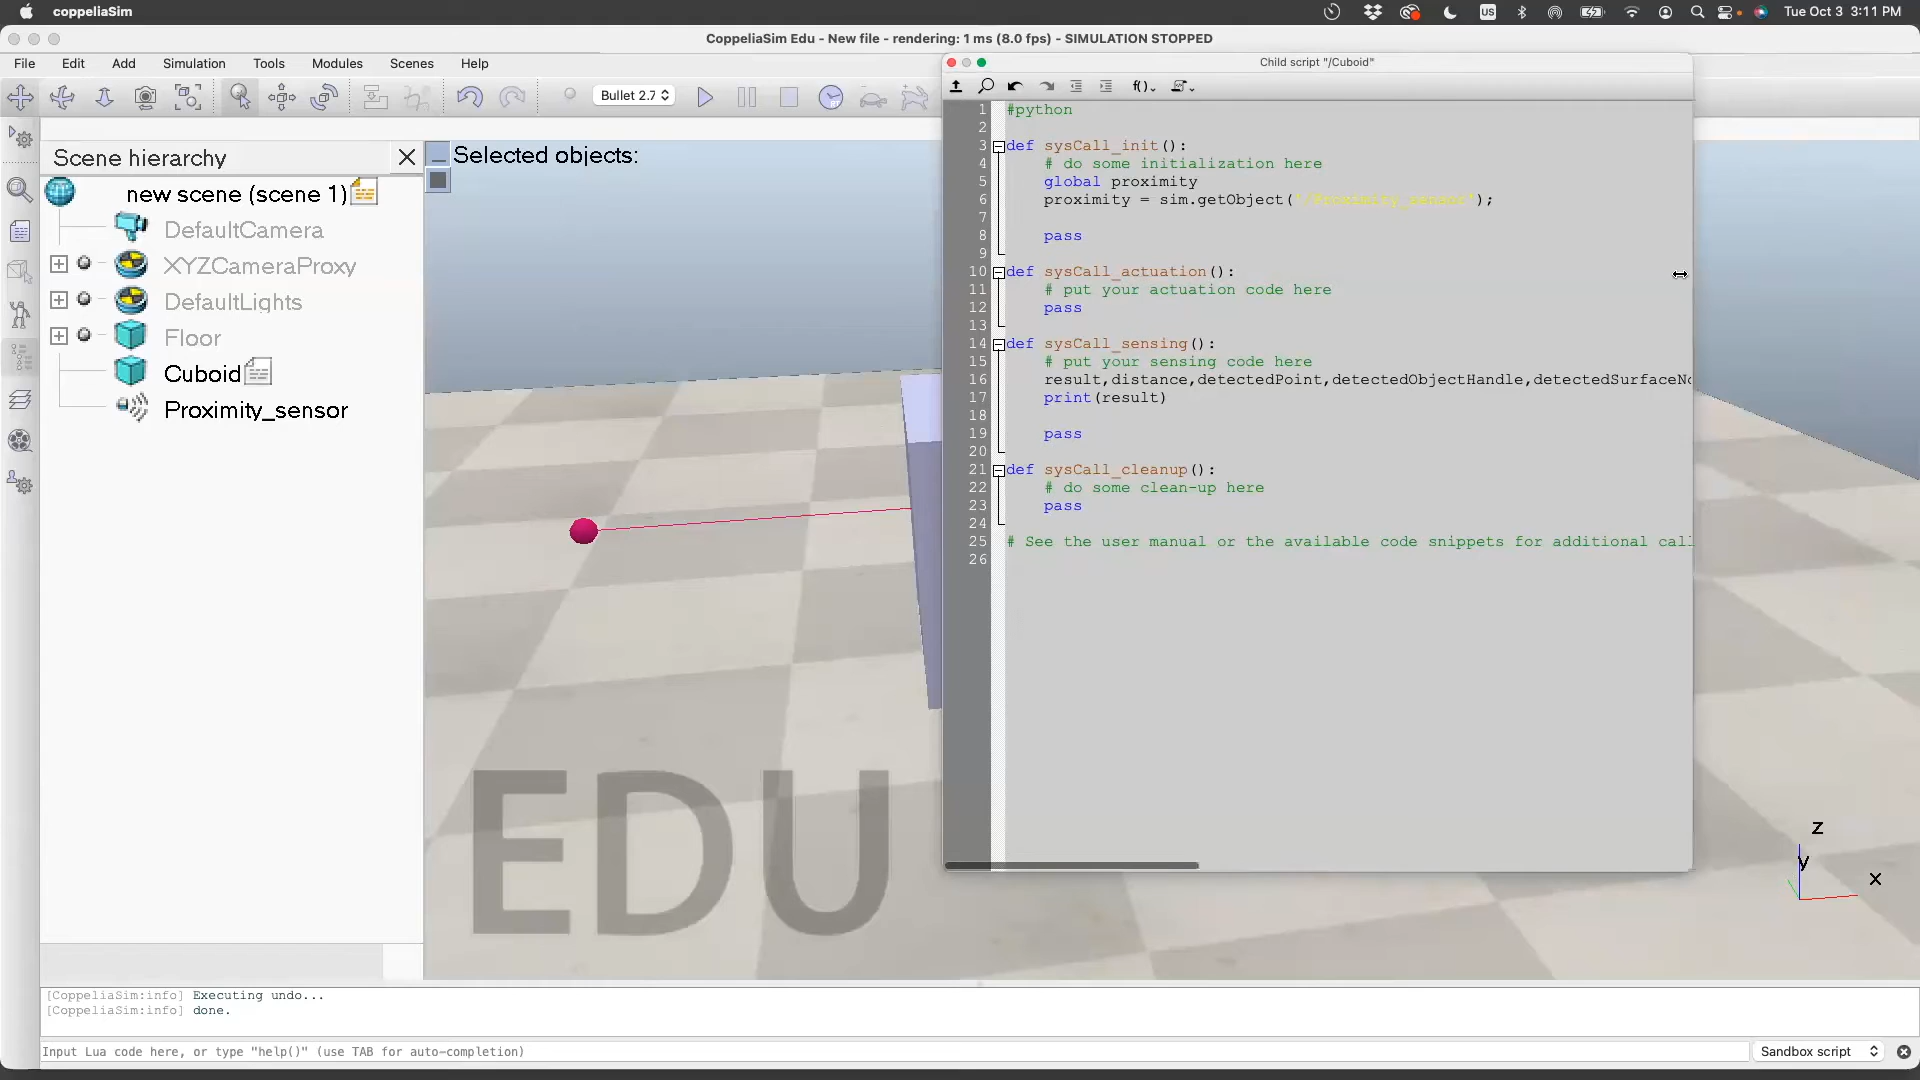 coppeliaSim
US
Tue Oct 3 3:11 PM
CoppeliaSim Edu - New file - rendering: 1 ms (8.0 fps) - SIMULATION STOPPED
File Edit Add Simulation Tools Modules Scenes Help
Bullet 2.7
RT
Child script "/Cuboid"
f()
Scene hierarchy
Selected objects:
new scene (scene 1)
DefaultCamera
XYZCameraProxy
DefaultLights
Floor
Cuboid
Proximity_sensor
1 #python
2
3 def sysCall_init():
4 # do some initialization here
5 global proximity
6 proximity = sim.getObject("/Proximity_sensor");
7
8 pass
9
10 def sysCall_actuation():
11 # put your actuation code here
12 pass
13
14 def sysCall_sensing():
15 # put your sensing code here
16 result,distance,detectedPoint,detectedObjectHandle,detectedSurfaceNo
17 print(result)
18
19 pass
20
21 def sysCall_cleanup():
22 # do some clean-up here
23 pass
24
25 # See the user manual or the available code snippets for additional call
26
EDU
z
y
x
[CoppeliaSim:info] Executing undo...
[CoppeliaSim:info] done.
Input Lua code here, or type "help()" (use TAB for auto-completion)
Sandbox script